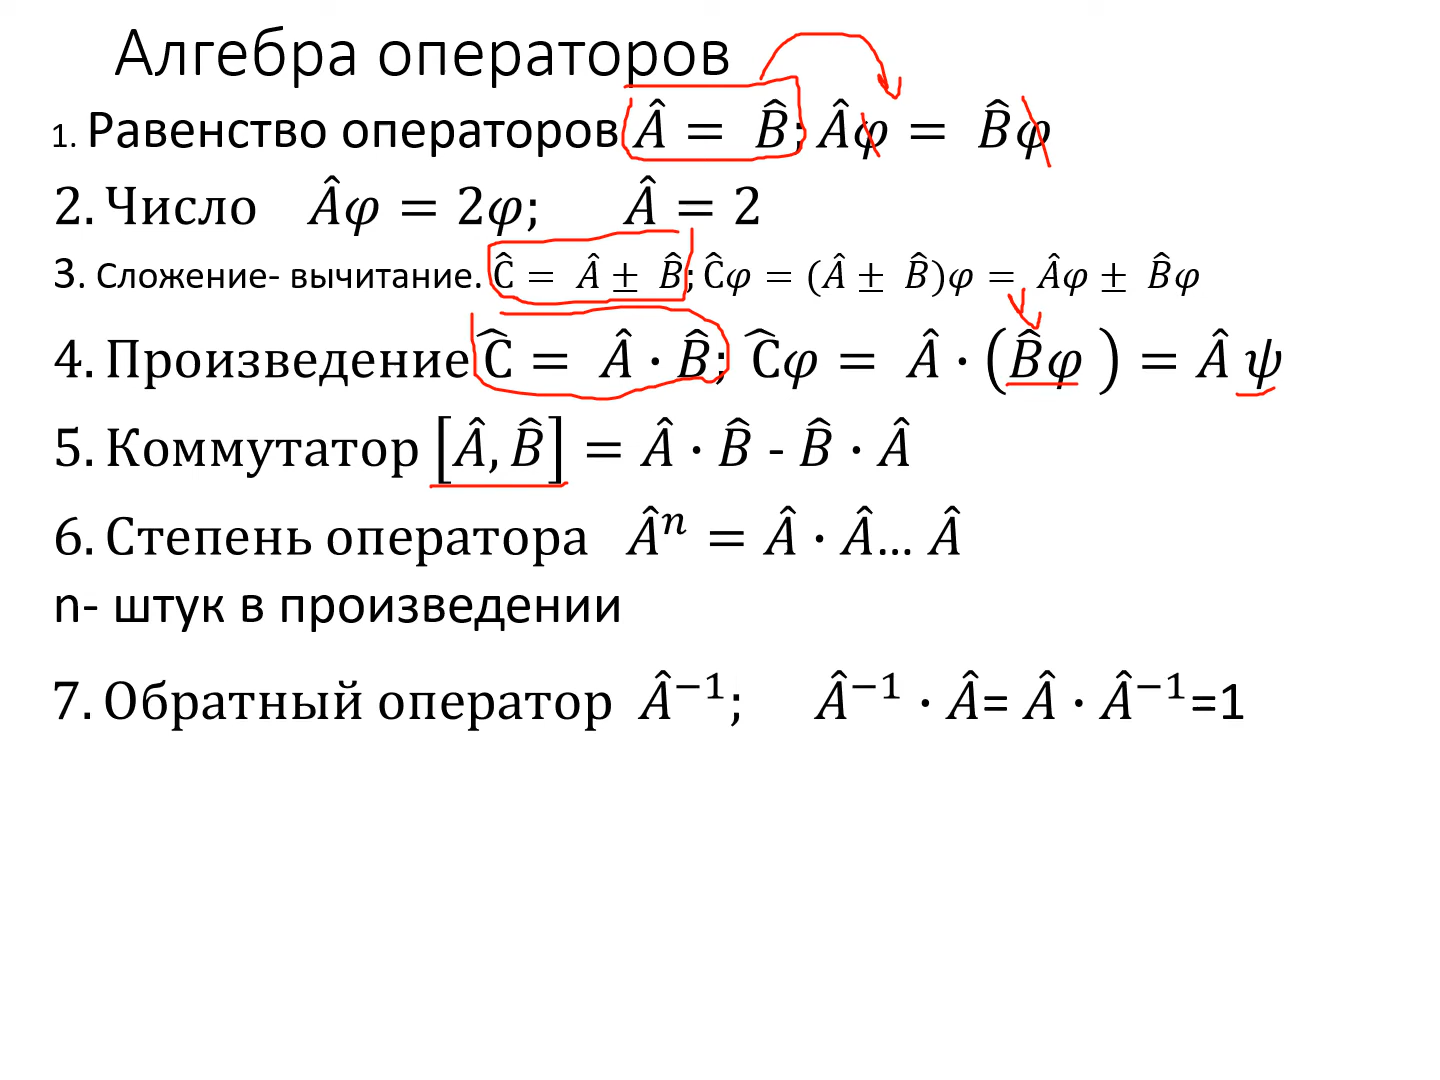 Алгебра операторов
1. Равенство операторов Â = B̂; Âφ = B̂φ
2. Число Âφ = 2φ; Â = 2
3. Сложение- вычитание. Ĉ = Â ± B̂; Ĉφ = (Â ± B̂)φ = Âφ ± B̂φ
4. Произведение Ĉ = Â · B̂; Ĉφ = Â · (B̂φ ) = Â ψ
5. Коммутатор [Â, B̂] = Â · B̂ - B̂ · Â
6. Степень оператора Âⁿ = Â · Â... Â
n- штук в произведении
7. Обратный оператор Â⁻¹; Â⁻¹ · Â= Â · Â⁻¹=1